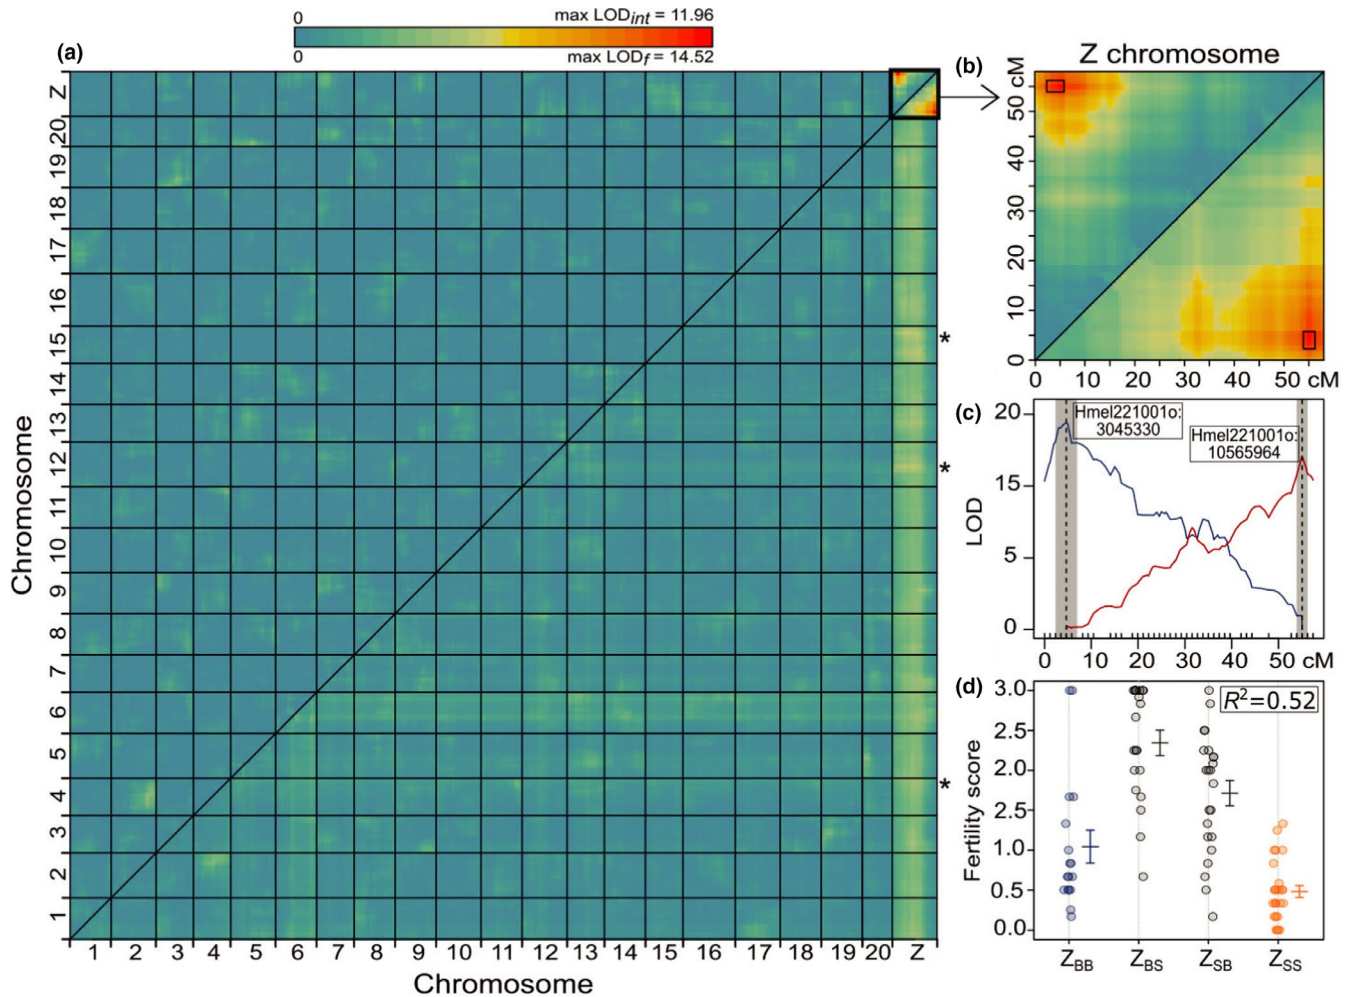 0 max LODint = 11.96
0 max LODf = 14.52
(a)
Chromosome
Z
20
19
18
17
16
15
14
13
12
11
10
9
8
7
6
5
4
3
2
1
*
*
*
1 2 3 4 5 6 7 8 9 10 11 12 13 14 15 16 17 18 19 20 Z
Chromosome
(b) Z chromosome
0 10 20 30 40 50 cM
0 10 20 30 40 50 cM
(c)
LOD
20
15
5
0
Hmel221001o:
3045330
Hmel221001o:
10565964
0 10 20 30 50 cM
(d)
Fertility score
3.0
2.5
2.0
2.5
1.0
0.5
0.0
R²=0.52
ZBB ZBS ZSB ZSS